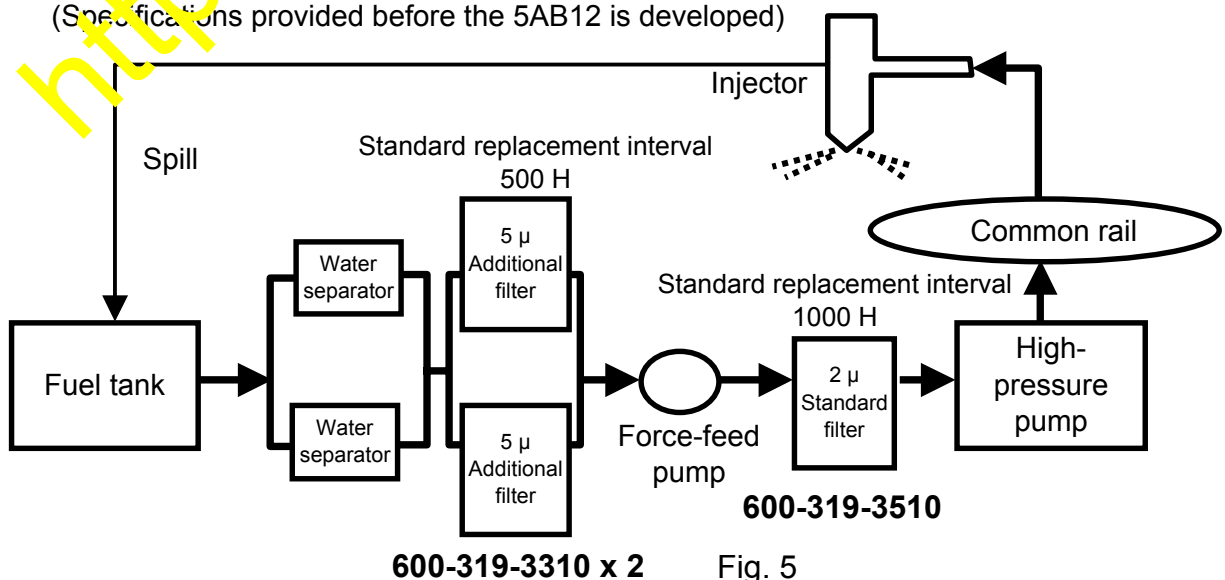 (Specifications provided before the 5AB12 is developed)
http
Injector
Spill
Standard replacement interval
500 H
5 µ
Additional
filter
Water
separator
Common rail
Standard replacement interval
1000 H
Fuel tank
Water
separator
5 µ
Additional
filter
Force-feed
pump
2 µ
Standard
filter
High-
pressure
pump
600-319-3510
600-319-3310 x 2
Fig. 5